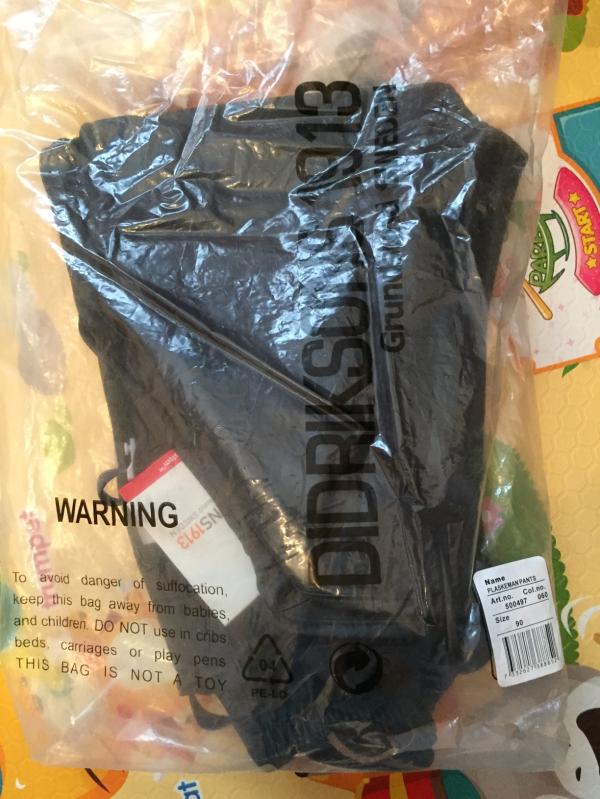 DIDRIKSONS 1913
SWEDEN
NS1913
WARNING
To avoid danger of suffocation,
keep this bag away from babies,
and children. DO NOT use in cribs,
beds, carriages or play pens
THIS BAG IS NOT A TOY
04
PE-LD
Name
PLASKEMAN PANTS
Art.no. Col.no.
500497 060
Size
90
START